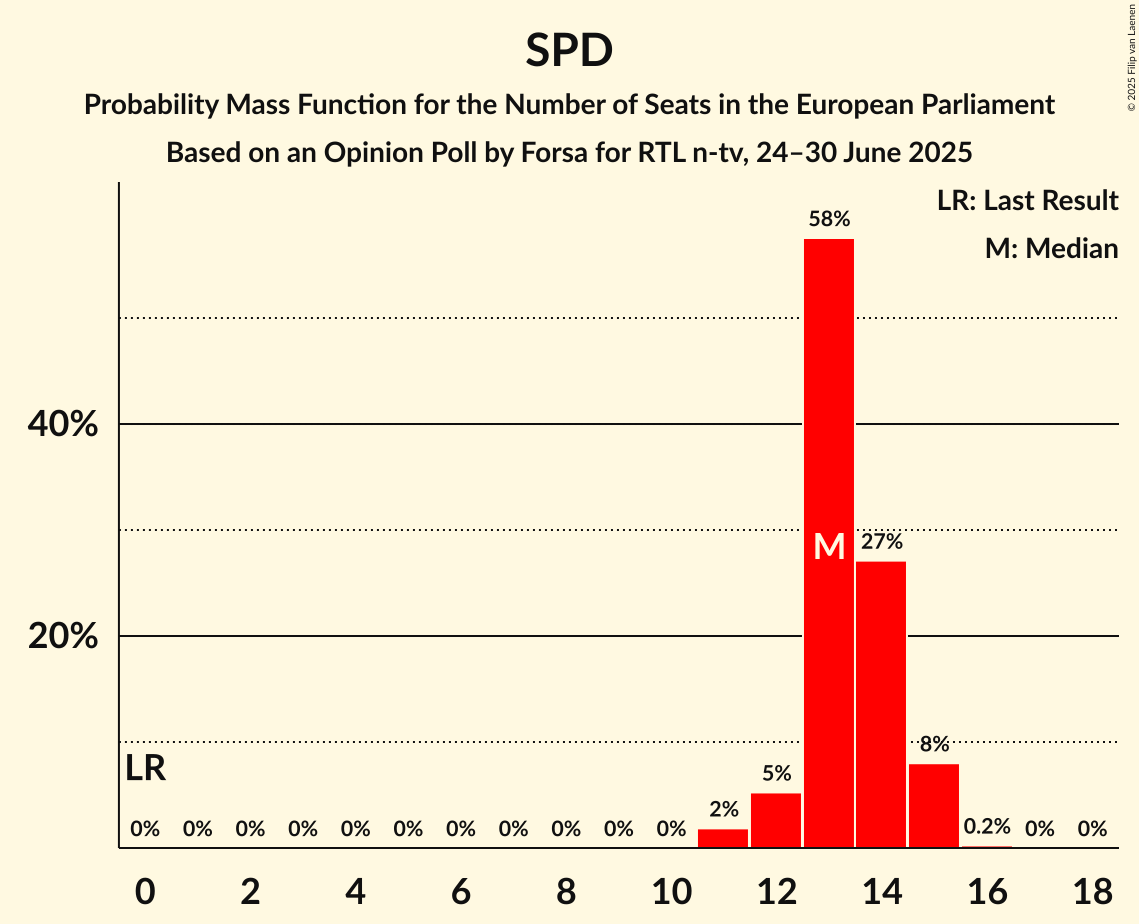 SPD
Probability Mass Function for the Number of Seats in the European Parliament
Based on an Opinion Poll by Forsa for RTL n-tv, 24–30 June 2025
© 2025 Filip van Laenen
LR: Last Result
M: Median
58%
40%
M
27%
20%
8%
LR
5%
2%
0% 0% 0% 0% 0% 0% 0% 0% 0% 0% 0% 0.2% 0% 0%
0 2 4 6 8 10 12 14 16 18